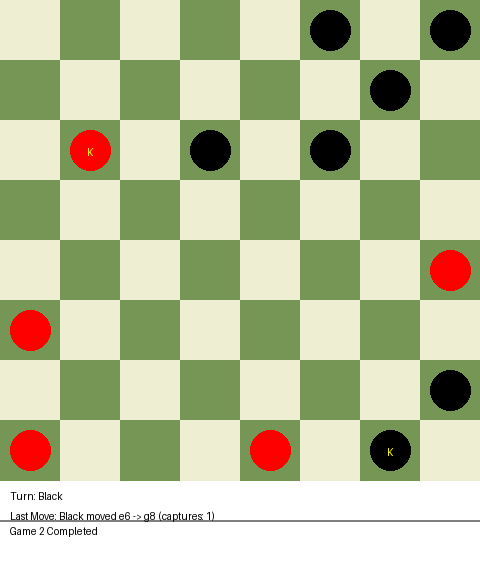 K
K
Turn: Black
Last Move: Black moved e6 -> g8 (captures: 1)
Game 2 Completed